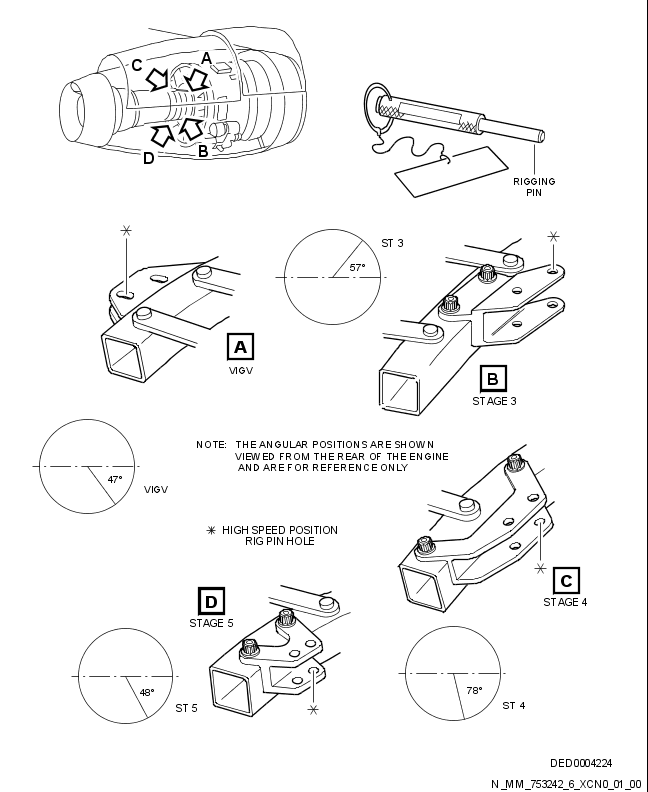 A
C
D
B
RIGGING
PIN
*
ST 3
57°
*
A
VIGV
B
STAGE 3
47°
VIGV
NOTE: THE ANGULAR POSITIONS ARE SHOWN
VIEWED FROM THE REAR OF THE ENGINE
AND ARE FOR REFERENCE ONLY
* HIGH SPEED POSITION
RIG PIN HOLE
*
C
STAGE 4
D
STAGE 5
48°
ST 5
*
78°
ST 4
DED0004224
N_MM_753242_6_XCN0_01_00